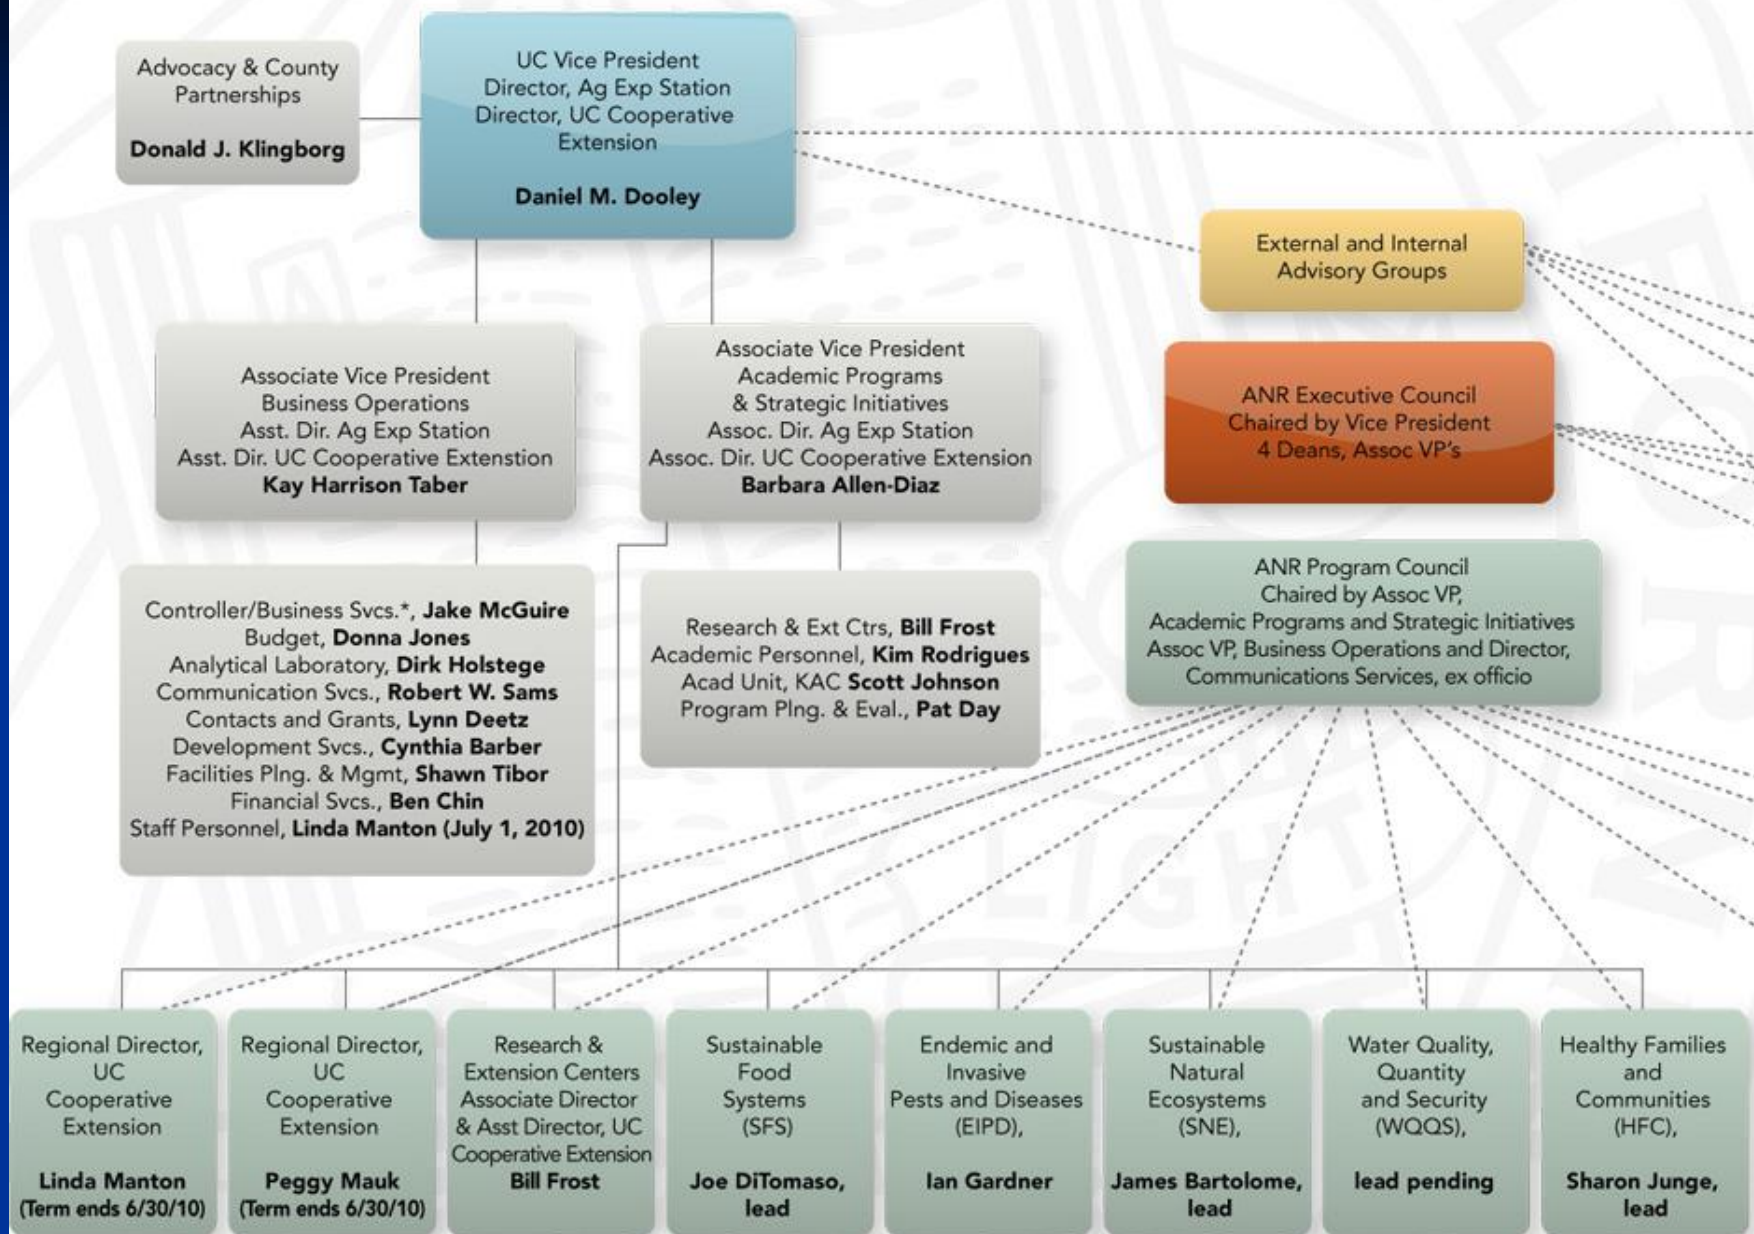 Advocacy & County
Partnerships
Donald J. Klingborg
UC Vice President
Director, Ag Exp Station
Director, UC Cooperative
Extension
Daniel M. Dooley
External and Internal
Advisory Groups
Associate Vice President
Business Operations
Asst. Dir. Ag Exp Station
Asst. Dir. UC Cooperative Extenstion
Kay Harrison Taber
Associate Vice President
Academic Programs
& Strategic Initiatives
Assoc. Dir. Ag Exp Station
Assoc. Dir. UC Cooperative Extension
Barbara Allen-Diaz
ANR Executive Council
Chaired by Vice President
4 Deans, Assoc VP's
Controller/Business Svcs.*, Jake McGuire
Budget, Donna Jones
Analytical Laboratory, Dirk Holstege
Communication Svcs., Robert W. Sams
Contacts and Grants, Lynn Deetz
Development Svcs., Cynthia Barber
Facilities Plng. & Mgmt, Shawn Tibor
Financial Svcs., Ben Chin
Staff Personnel, Linda Manton (July 1, 2010)
Research & Ext Ctrs, Bill Frost
Academic Personnel, Kim Rodrigues
Acad Unit, KAC Scott Johnson
Program Plng. & Eval., Pat Day
ANR Program Council
Chaired by Assoc VP,
Academic Programs and Strategic Initiatives
Assoc VP, Business Operations and Director,
Communications Services, ex officio
LIGHT
Regional Director,
UC
Cooperative
Extension
Linda Manton
(Term ends 6/30/10)
Regional Director,
UC
Cooperative
Extension
Peggy Mauk
(Term ends 6/30/10)
Research &
Extension Centers
Associate Director
& Asst Director, UC
Cooperative Extension
Bill Frost
Sustainable
Food
Systems
(SFS)
Joe DiTomaso,
lead
Endemic and
Invasive
Pests and Diseases
(EIPD),
Ian Gardner
Sustainable
Natural
Ecosystems
(SNE),
James Bartolome,
lead
Water Quality,
Quantity
and Security
(WQQS),
lead pending
Healthy Families
and
Communities
(HFC),
Sharon Junge,
lead